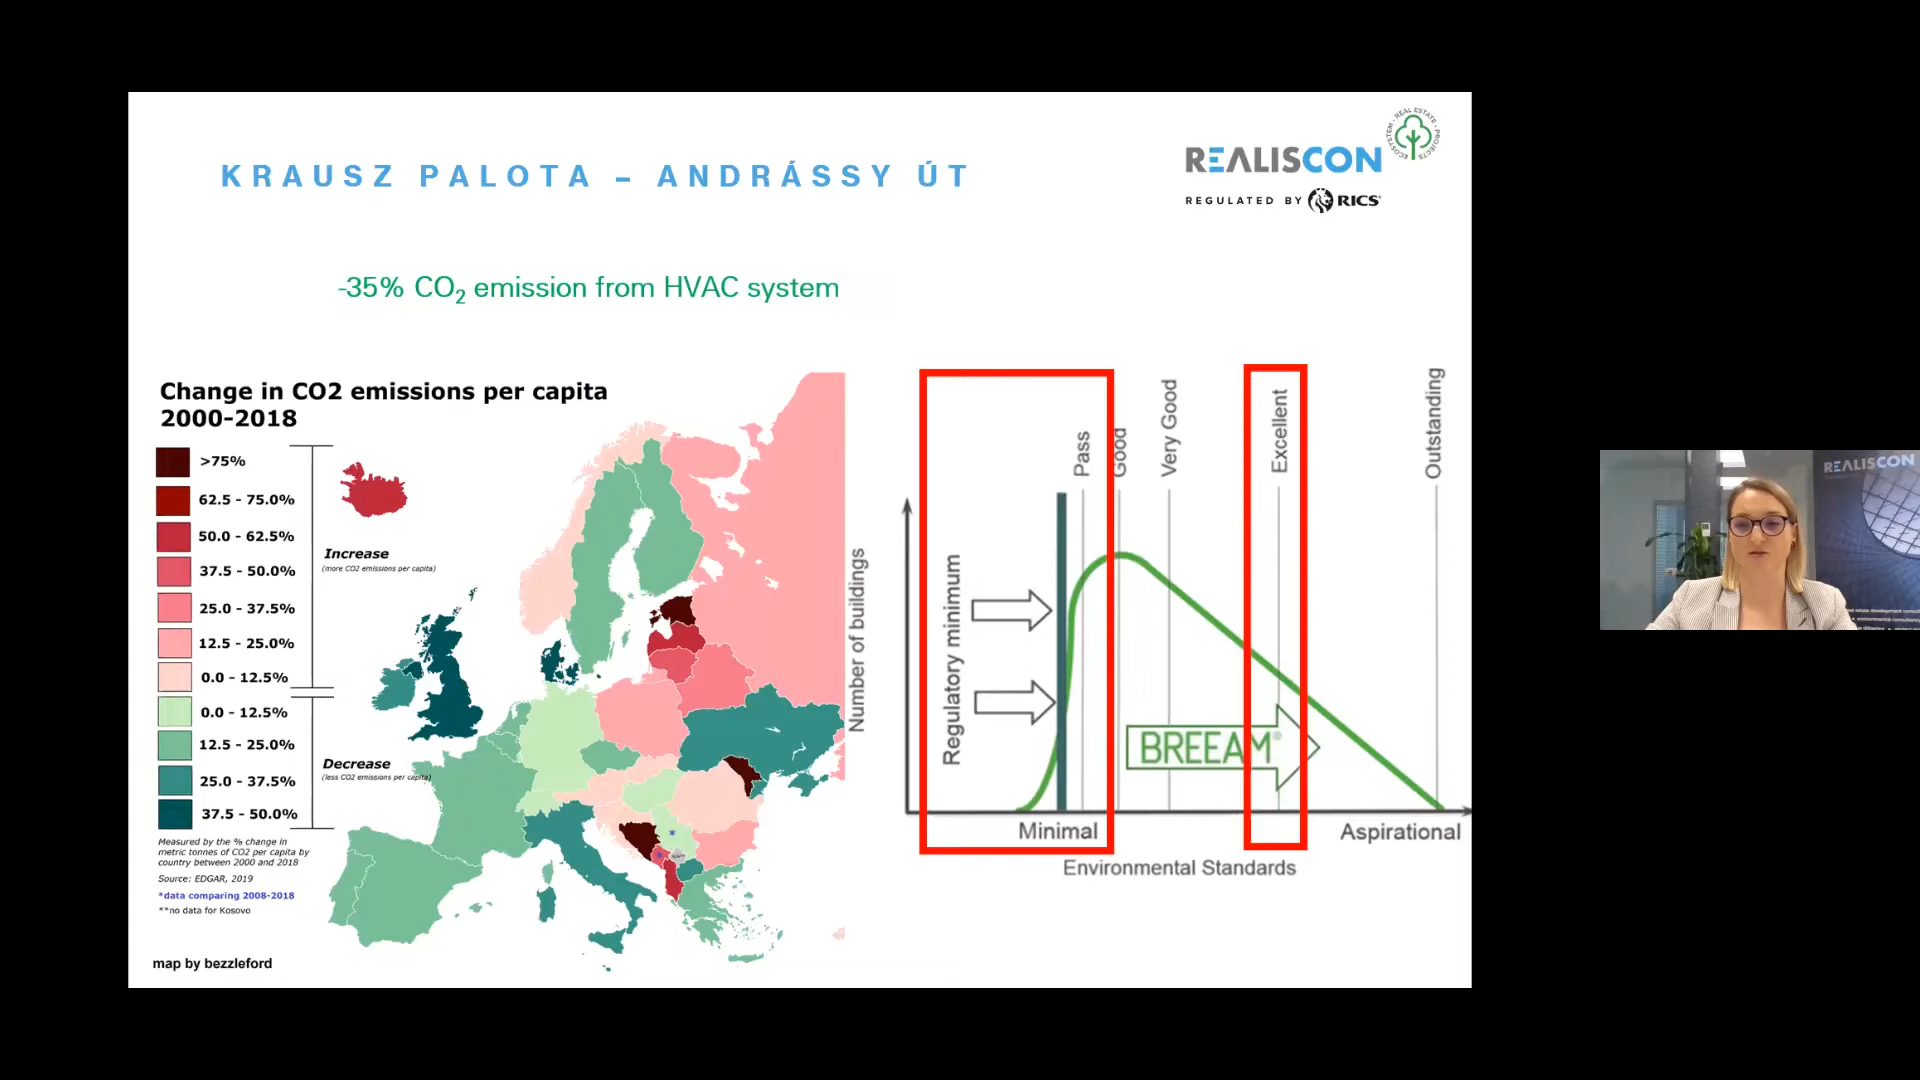 KRAUSZ PALOTA – ANDRÁSSY ÚT
REALISCON
REAL ESTATE • PROJECTS • ECOSYSTEM •
REGULATED BY RICS
-35% CO2 emission from HVAC system
Change in CO2 emissions per capita
2000-2018
>75%
62.5 - 75.0%
50.0 - 62.5%
37.5 - 50.0%
25.0 - 37.5%
12.5 - 25.0%
0.0 - 12.5%
Increase
(more CO2 emissions per capita)
0.0 - 12.5%
12.5 - 25.0%
25.0 - 37.5%
37.5 - 50.0%
Decrease
(less CO2 emissions per capita)
Measured by the % change in
metric tonnes of CO2 per capita by
country between 2000 and 2018
Source: EDGAR, 2019
*data comparing 2008-2018
**no data for Kosovo
map by bezzleford
Number of buildings
Regulatory minimum
Pass
Good
Very Good
Excellent
Outstanding
BREEAM®
Minimal
Aspirational
Environmental Standards
REALISCON